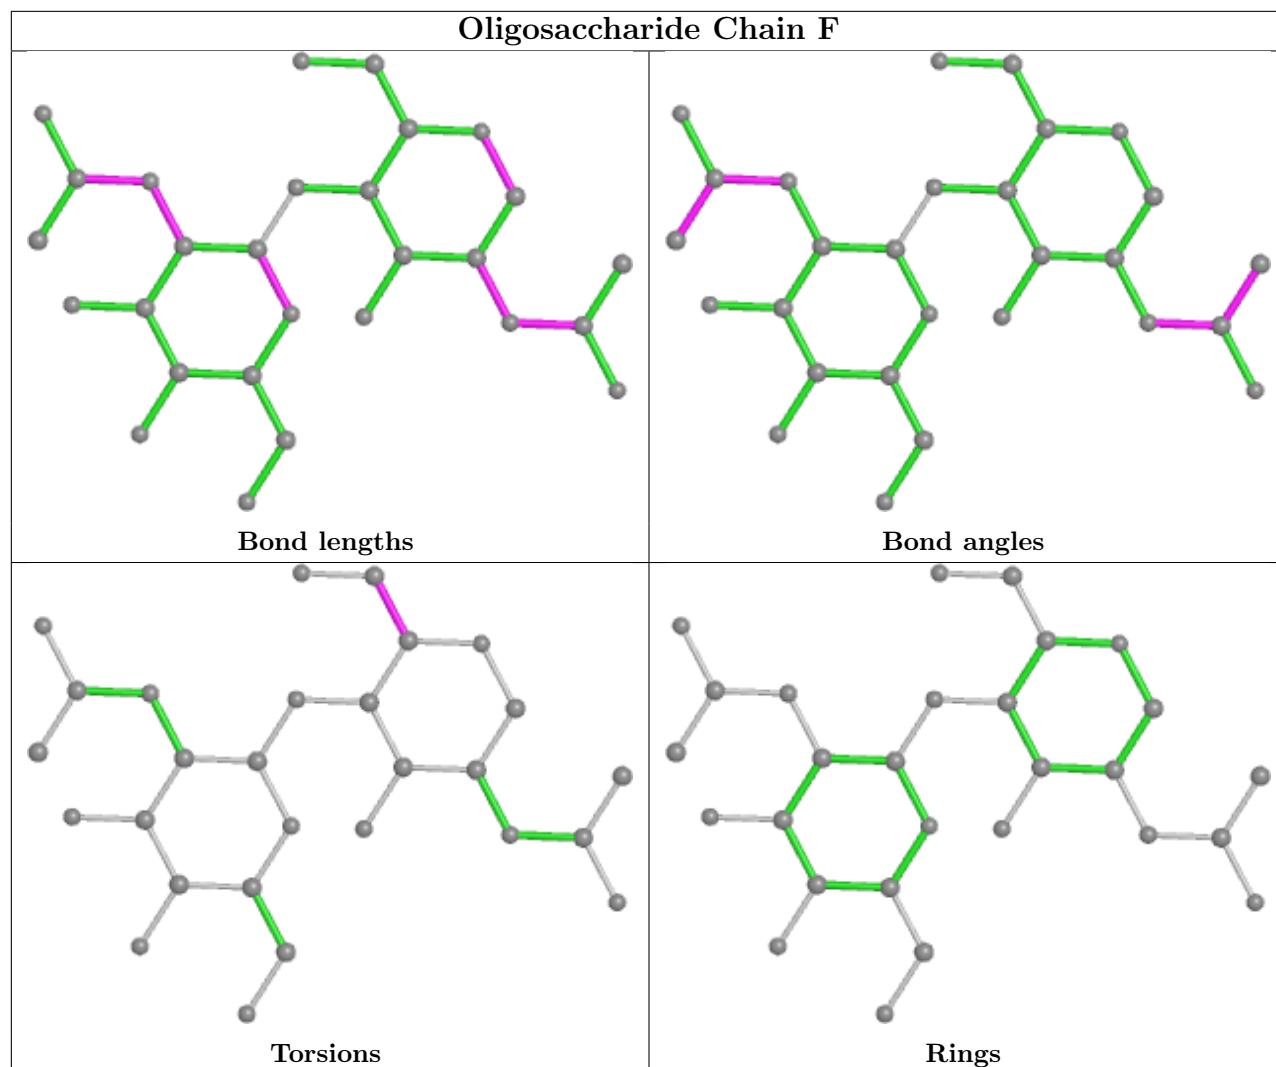 Oligosaccharide Chain F
Bond lengths
Bond angles
Torsions
Rings